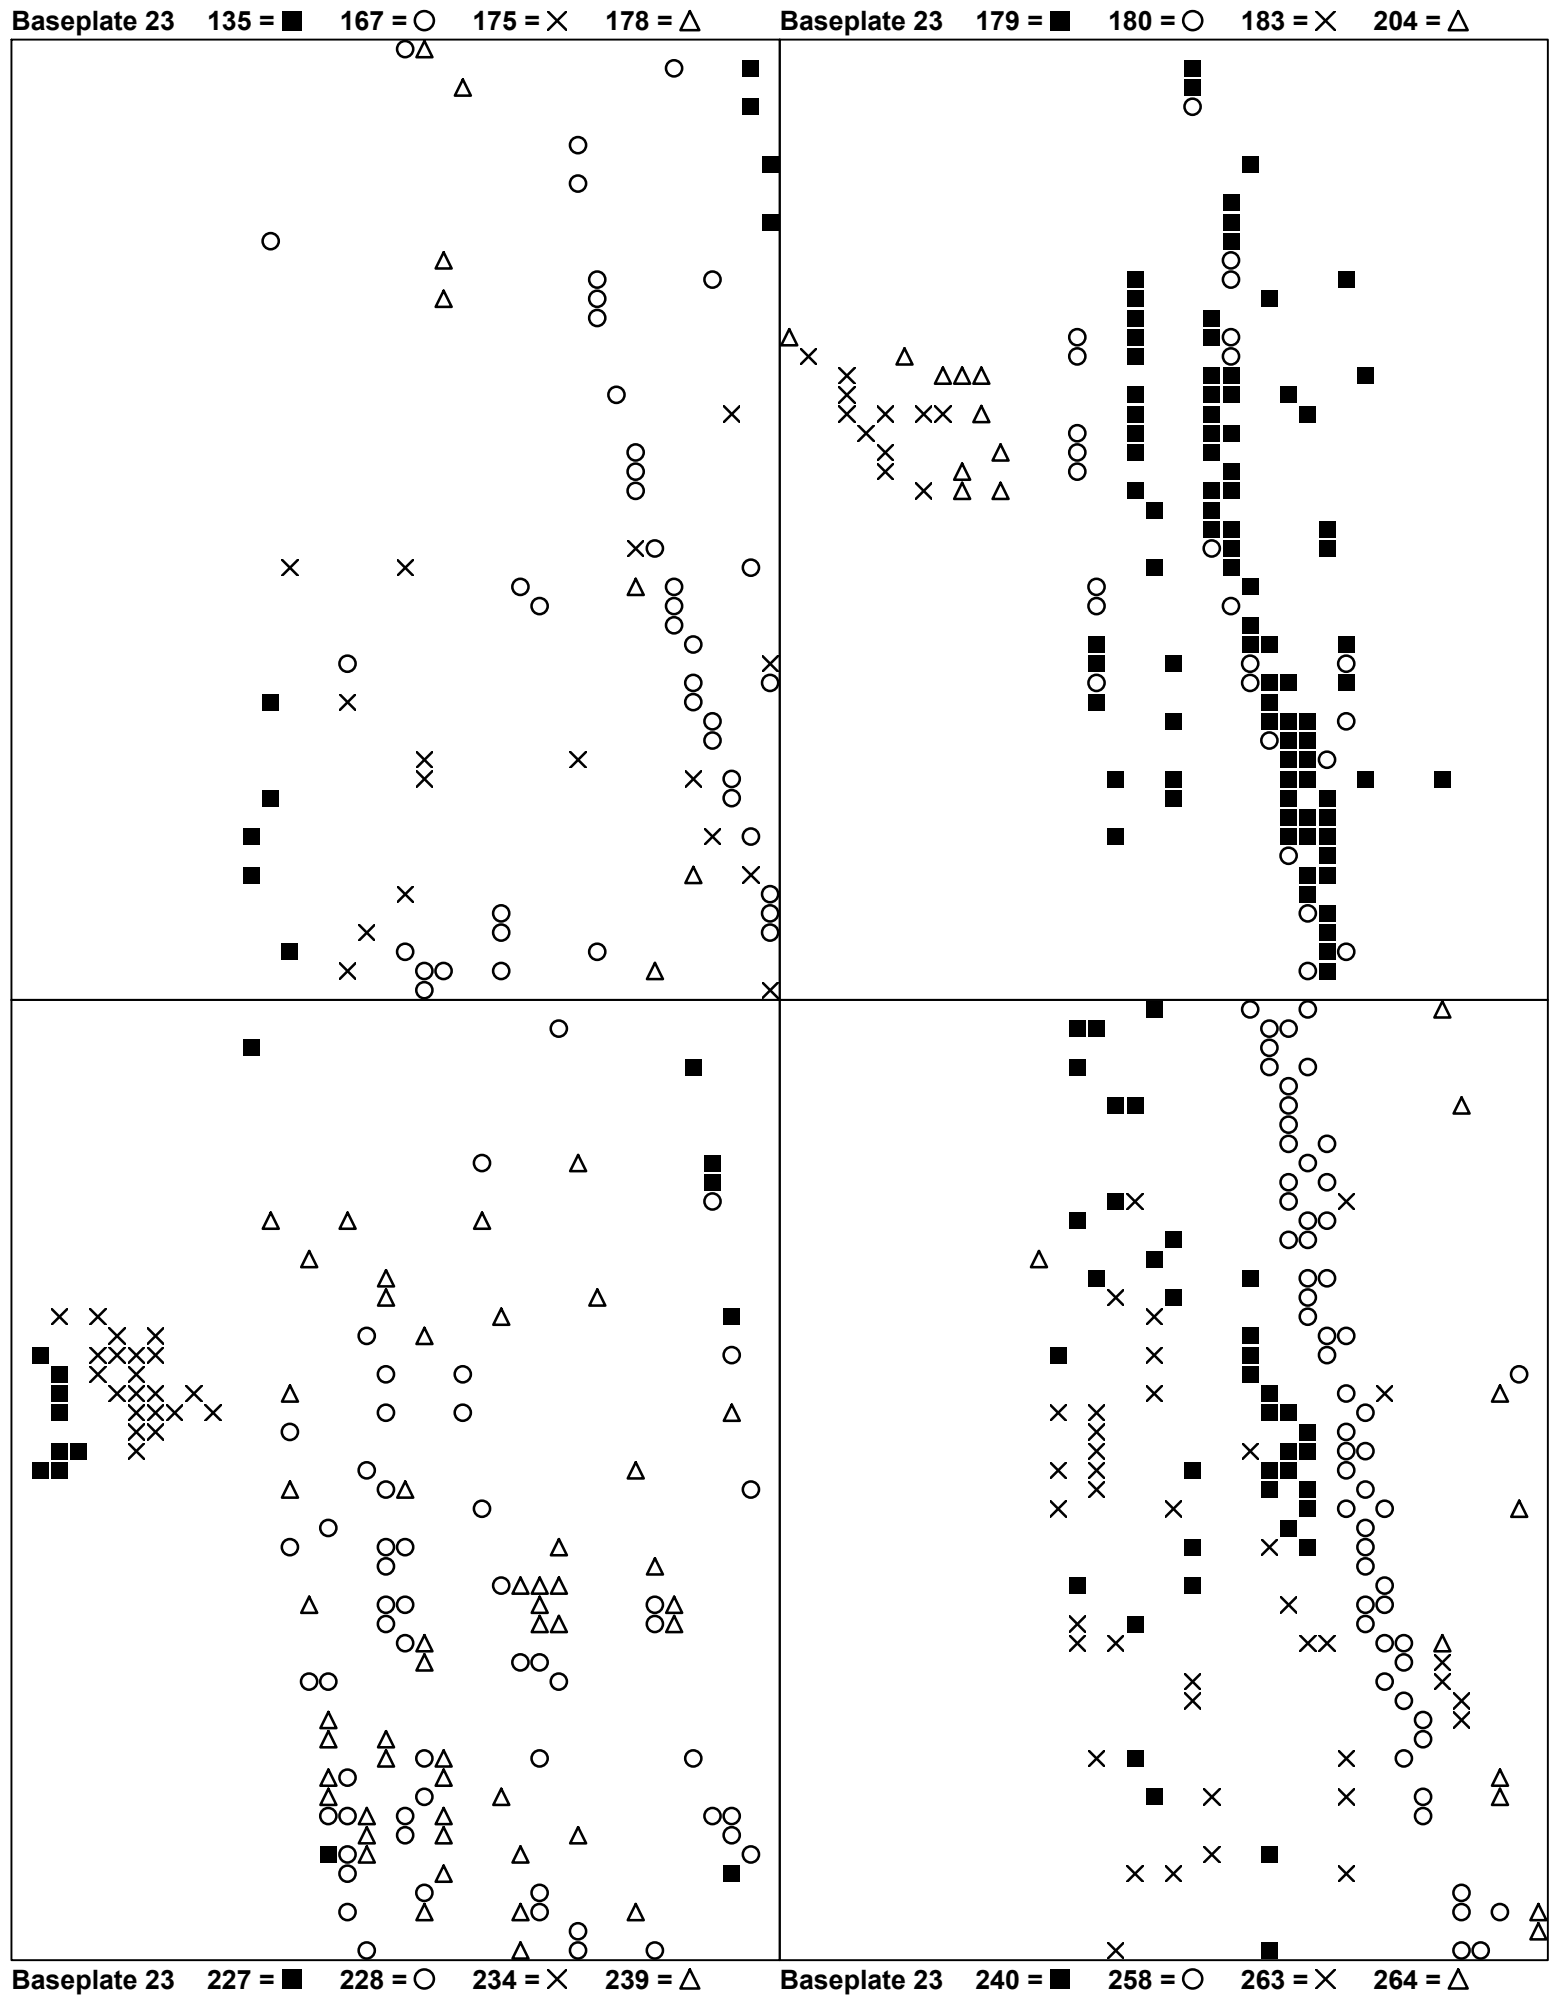 Baseplate 23 135 = ■ 167 = ○ 175 = × 178 = △
Baseplate 23 179 = ■ 180 = ○ 183 = × 204 = △
Baseplate 23 227 = ■ 228 = ○ 234 = × 239 = △
Baseplate 23 240 = ■ 258 = ○ 263 = × 264 = △